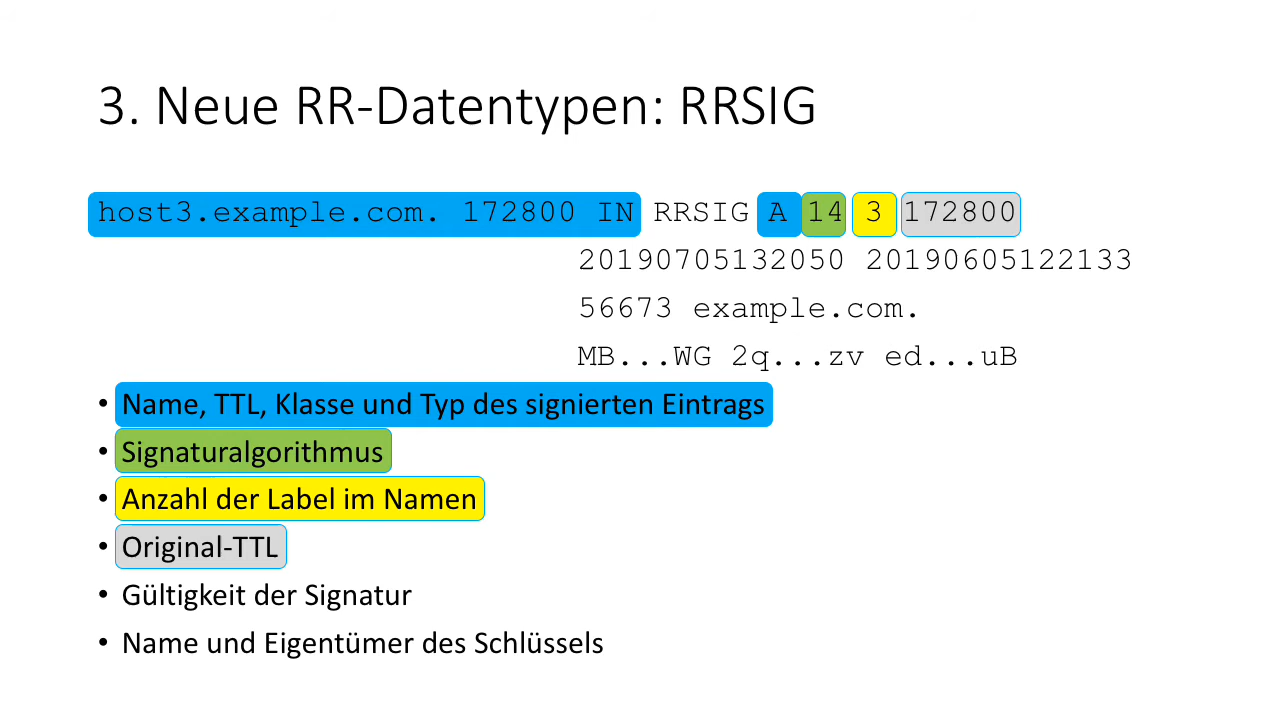 3. Neue RR-Datentypen: RRSIG
host3.example.com. 172800 IN RRSIG A 14 3 172800
20190705132050 20190605122133
56673 example.com.
MB...WG 2q...zv ed...uB
• Name, TTL, Klasse und Typ des signierten Eintrags
• Signaturalgorithmus
• Anzahl der Label im Namen
• Original-TTL
• Gültigkeit der Signatur
• Name und Eigentümer des Schlüssels